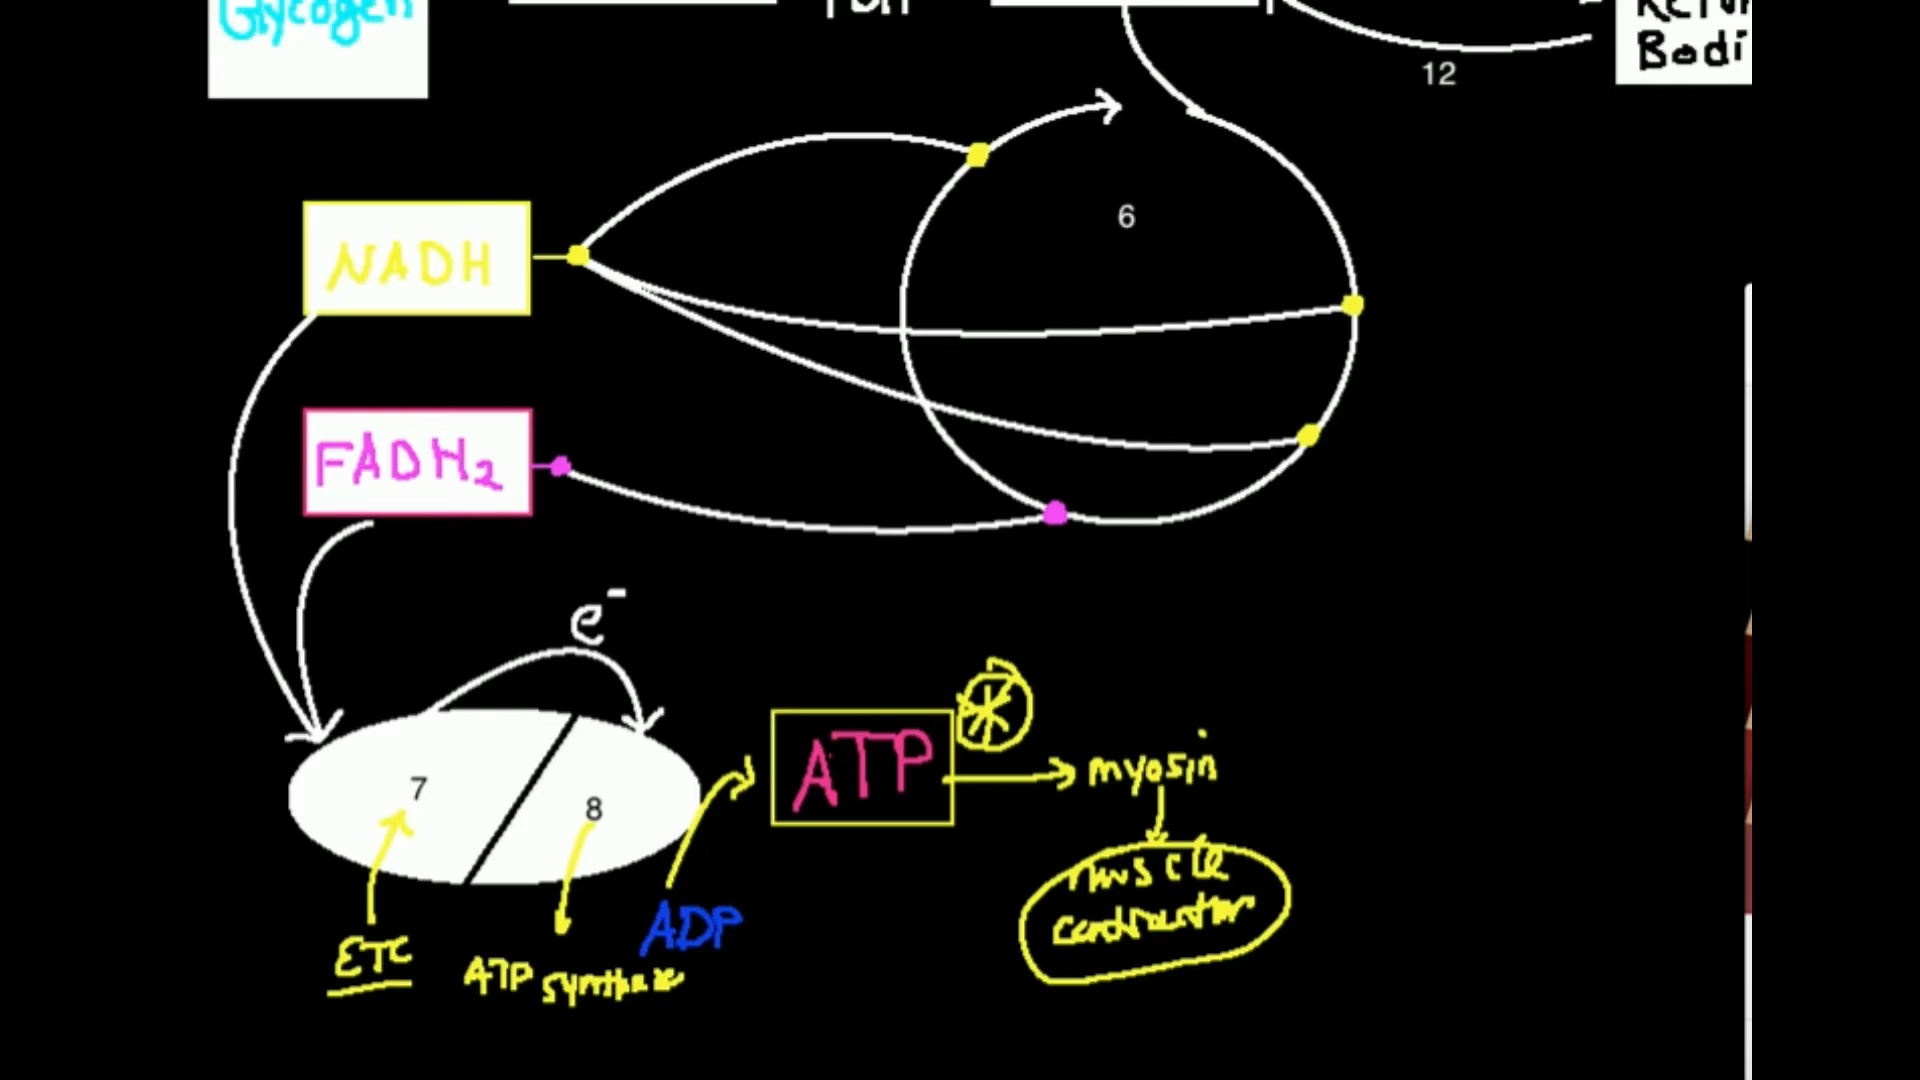 Glycogen
Bodi
12
6
NADH
FADH₂
e⁻
7
8
ATP
myosin
muscle
contraction
ETC
ATP synthase
ADP